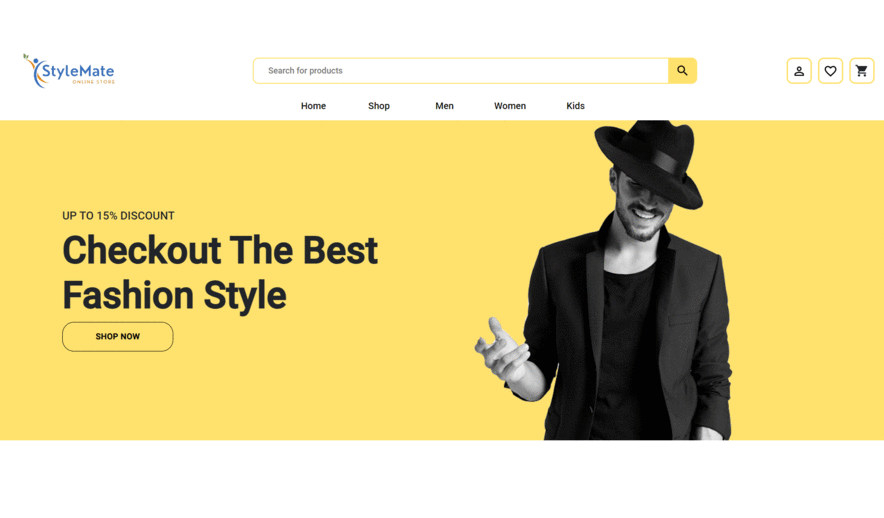 StyleMate
ONLINE STORE
Search for products
Home Shop Men Women Kids
UP TO 15% DISCOUNT
Checkout The Best
Fashion Style
SHOP NOW